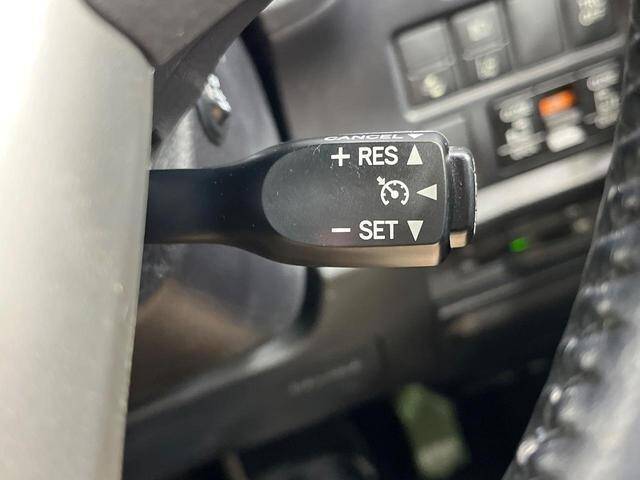 CANCEL
+ RES ▲
◄
− SET ▼